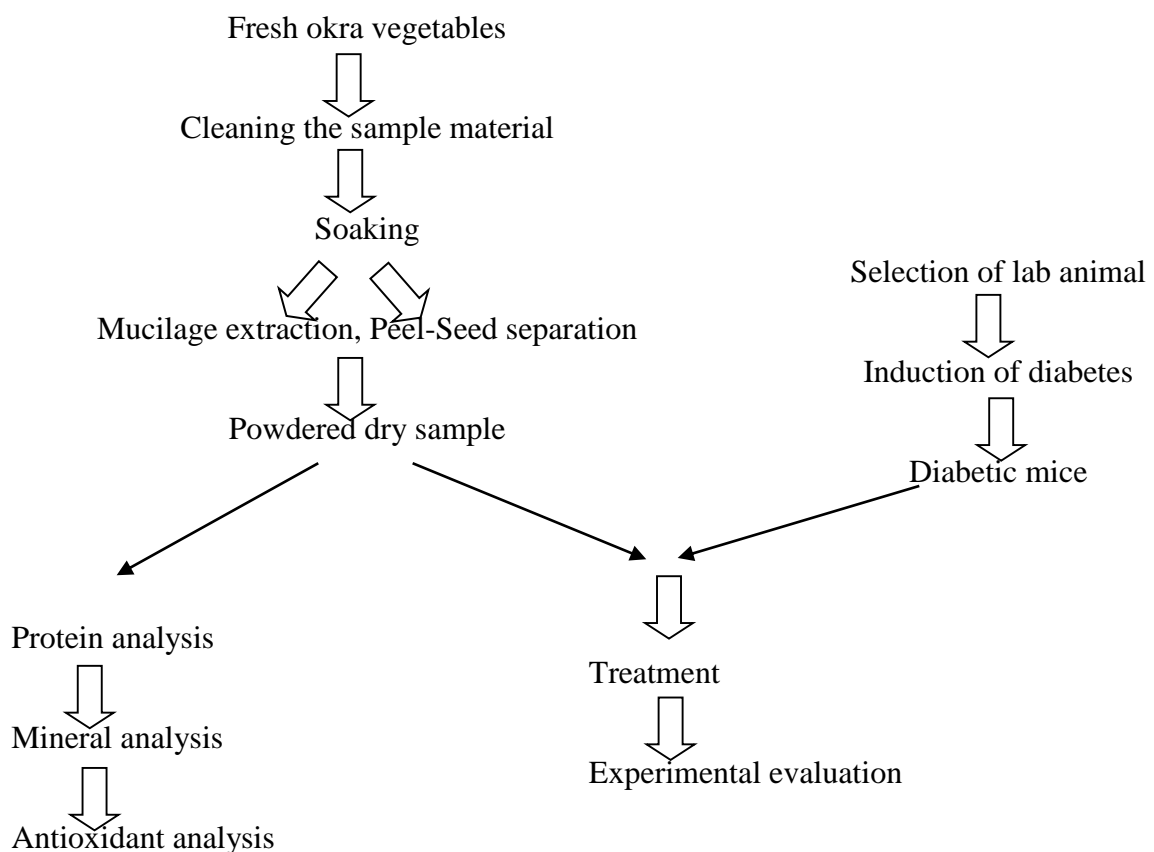 Fresh okra vegetables
Cleaning the sample material
Soaking
Selection of lab animal
Mucilage extraction, Peel-Seed separation
Induction of diabetes
Powdered dry sample
Diabetic mice
Protein analysis
Treatment
Mineral analysis
Experimental evaluation
Antioxidant analysis